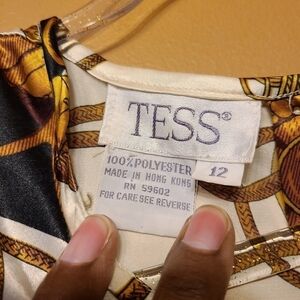 TESS®
100% POLYESTER
MADE IN HONG KONG
RN 59602
FOR CARE SEE REVERSE
12